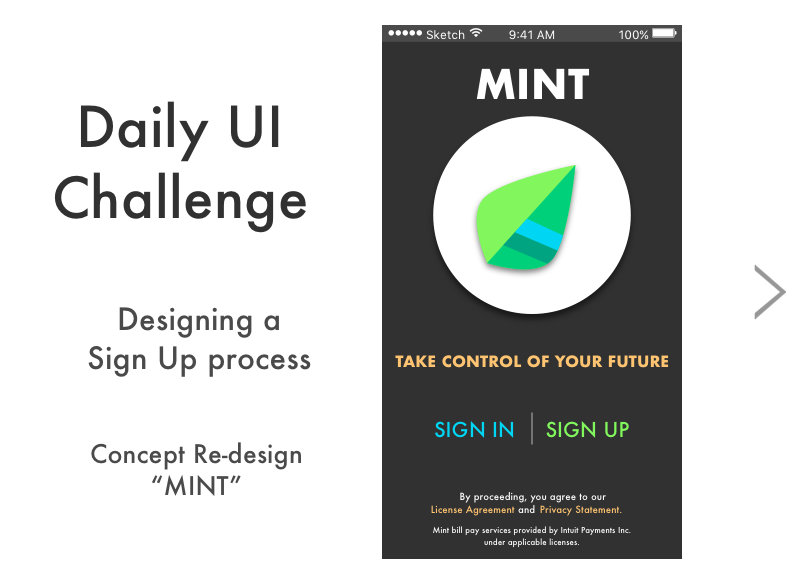 Daily UI
Challenge
Designing a
Sign Up process
Concept Re-design
“MINT”
Sketch 9:41 AM 100%
MINT
TAKE CONTROL OF YOUR FUTURE
SIGN IN SIGN UP
By proceeding, you agree to our
License Agreement and Privacy Statement.
Mint bill pay services provided by Intuit Payments Inc.
under applicable licenses.